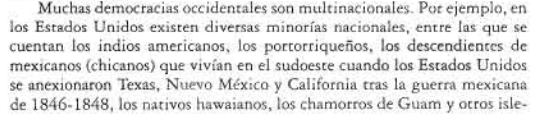 Muchas democracias occidentales son multinacionales. Por ejemplo, en
los Estados Unidos existen diversas minorías nacionales, entre las que se
cuentan los indios americanos, los portorriqueños, los descendientes de
mexicanos (chicanos) que vivían en el sudoeste cuando los Estados Unidos
se anexionaron Texas, Nuevo México y California tras la guerra mexicana
de 1846-1848, los nativos hawaianos, los chamorros de Guam y otros isle-